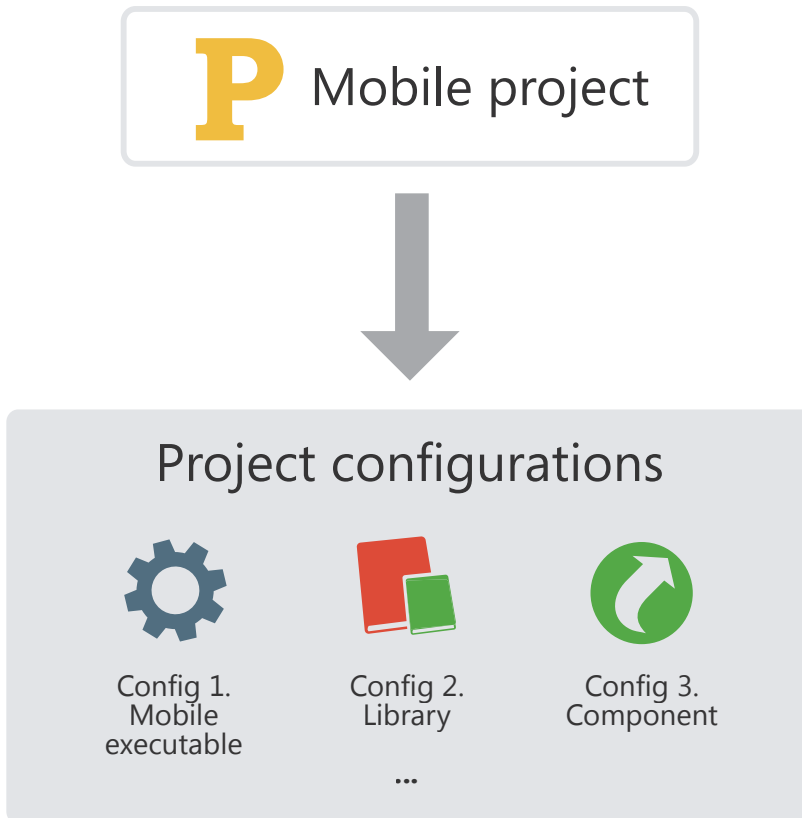 P Mobile project
Project configurations
Config 1.
Mobile
executable
Config 2.
Library
Config 3.
Component
...